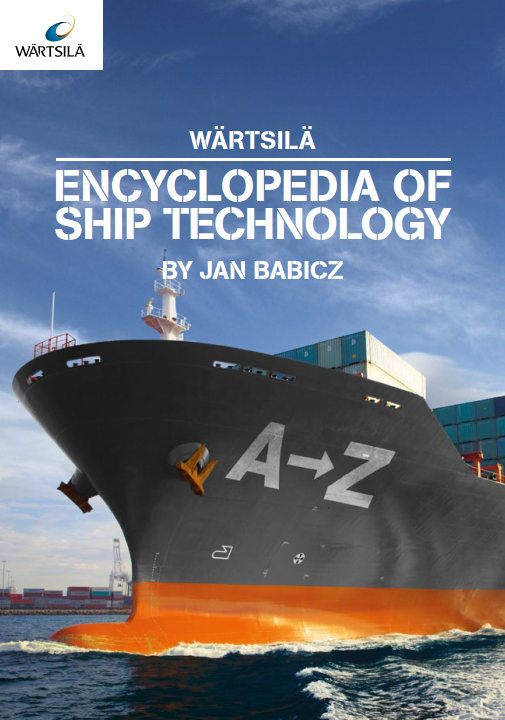 WÄRTSILÄ
WÄRTSILÄ
ENCYCLOPEDIA OF
SHIP TECHNOLOGY
BY JAN BABICZ
A→Z